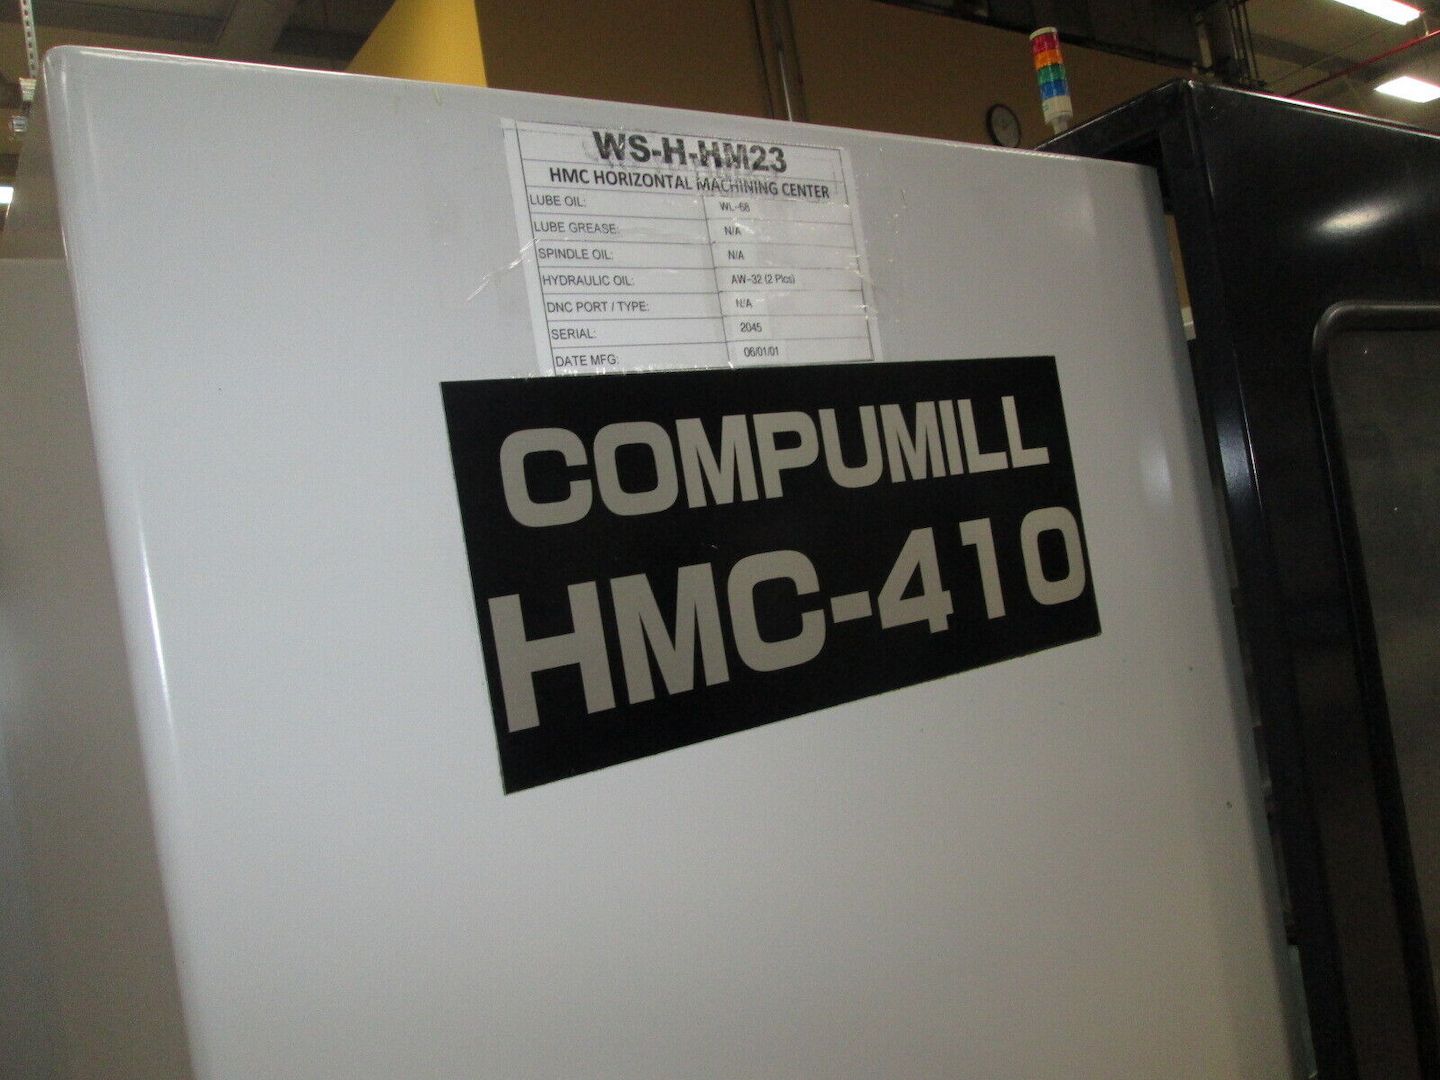 WS-H-HM23
HMC HORIZONTAL MACHINING CENTER
LUBE OIL: WL-68
LUBE GREASE: N/A
SPINDLE OIL: N/A
HYDRAULIC OIL: AW-32 (2 Plcs)
DNC PORT / TYPE: N/A
SERIAL: 2045
DATE MFG: 06/01/01
COMPUMILL
HMC-410